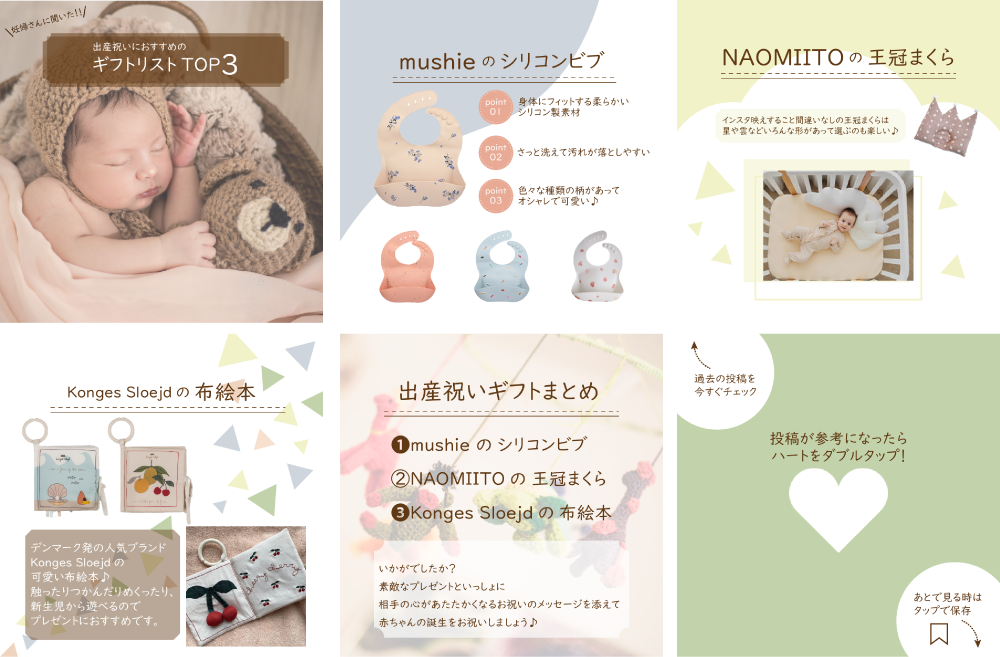 \妊婦さんに聞いた!!/
出産祝いにおすすめの
ギフトリストTOP3
mushie の シリコンビブ
point 01
身体にフィットする柔らかい
シリコン製素材
point 02
さっと洗えて汚れが落としやすい
point 03
色々な種類の柄があって
オシャレで可愛い♪
NAOMIITO の 王冠まくら
インスタ映えすること間違いなしの王冠まくらは
星や雲などいろんな形があって選ぶのも楽しい♪
Konges Sloejd の 布絵本
デンマーク発の人気ブランド
Konges Sloejd の
可愛い布絵本♪
触ったりつかんだりめくったり、
新生児から遊べるので
プレゼントにおすすめです。
出産祝いギフトまとめ
❶mushie の シリコンビブ
②NAOMIITO の 王冠まくら
❸Konges Sloejd の 布絵本
いかがでしたか?
素敵なプレゼントといっしょに
相手の心があたたかくなるお祝いのメッセージを添えて
赤ちゃんの誕生をお祝いしましょう♪
過去の投稿を
今すぐチェック
投稿が参考になったら
ハートをダブルタップ!
あとで見る時は
タップで保存